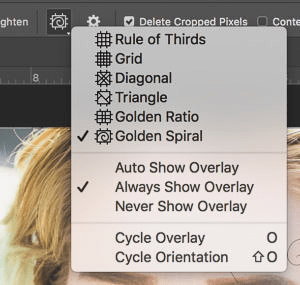 ghten Delete Cropped Pixels Conte
8
Rule of Thirds
Grid
Diagonal
Triangle
Golden Ratio
✓ Golden Spiral
Auto Show Overlay
✓ Always Show Overlay
Never Show Overlay
Cycle Overlay O
Cycle Orientation ⇧O